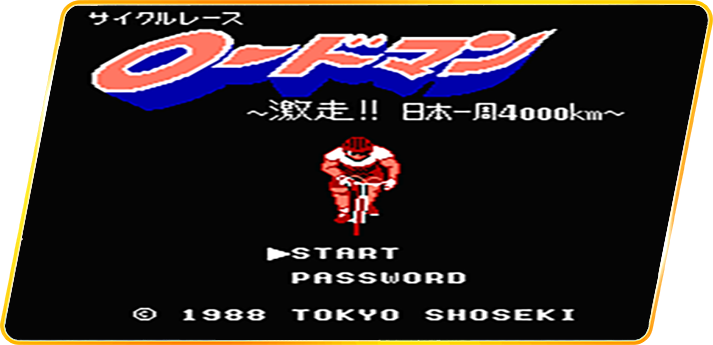 サイクルレース
ロードマン
~激走!! 日本一周4000km~
▶START
PASSWORD
© 1988 TOKYO SHOSEKI